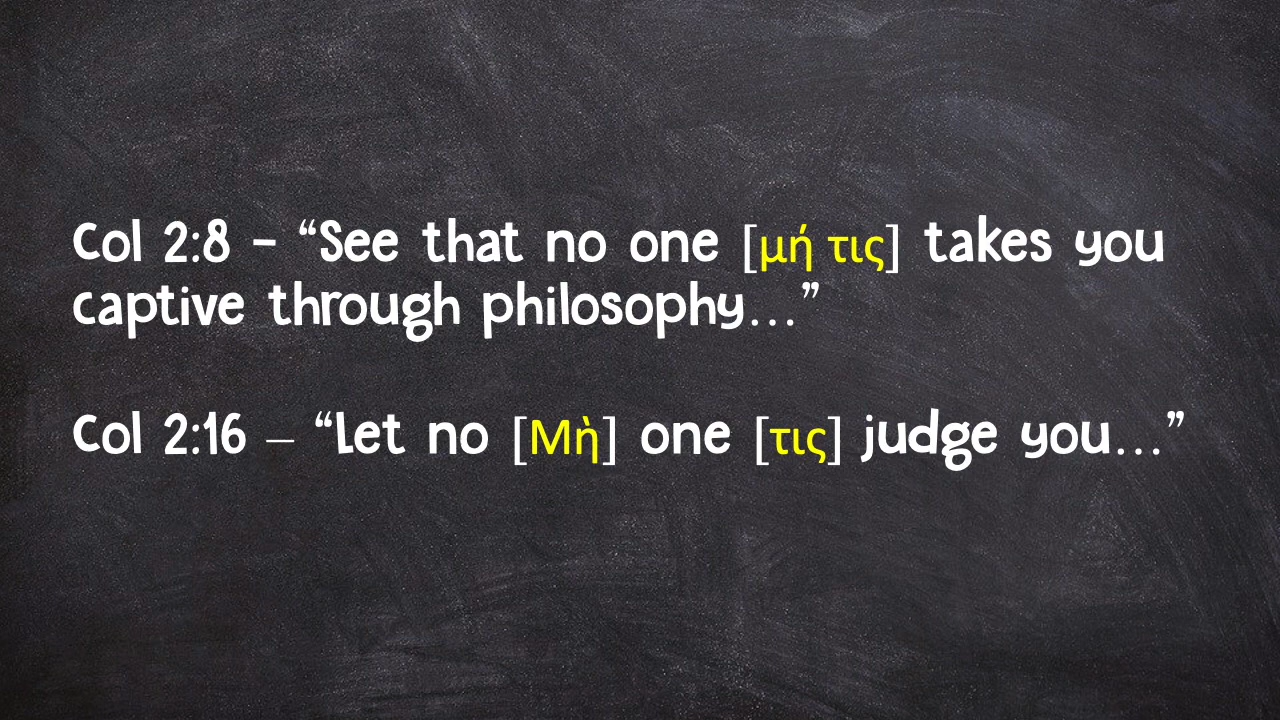 Col 2:8 – “See that no one [μή τις] takes you
captive through philosophy…”
Col 2:16 – “Let no [Μὴ] one [τις] judge you…”